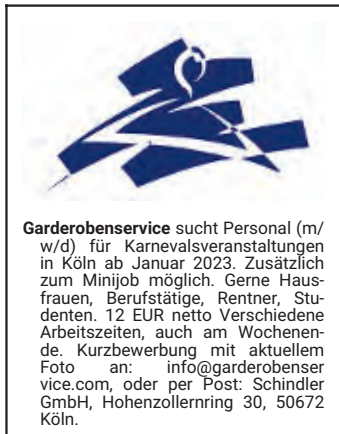 Garderobenservice sucht Personal (m/
w/d) für Karnevalsveranstaltungen
in Köln ab Januar 2023. Zusätzlich
zum Minijob möglich. Gerne Haus-
frauen, Berufstätige, Rentner, Stu-
denten. 12 EUR netto Verschiedene
Arbeitszeiten, auch am Wochenen-
de. Kurzbewerbung mit aktuellem
Foto an: info@garderobenser
vice.com, oder per Post: Schindler
GmbH, Hohenzollernring 30, 50672
Köln.